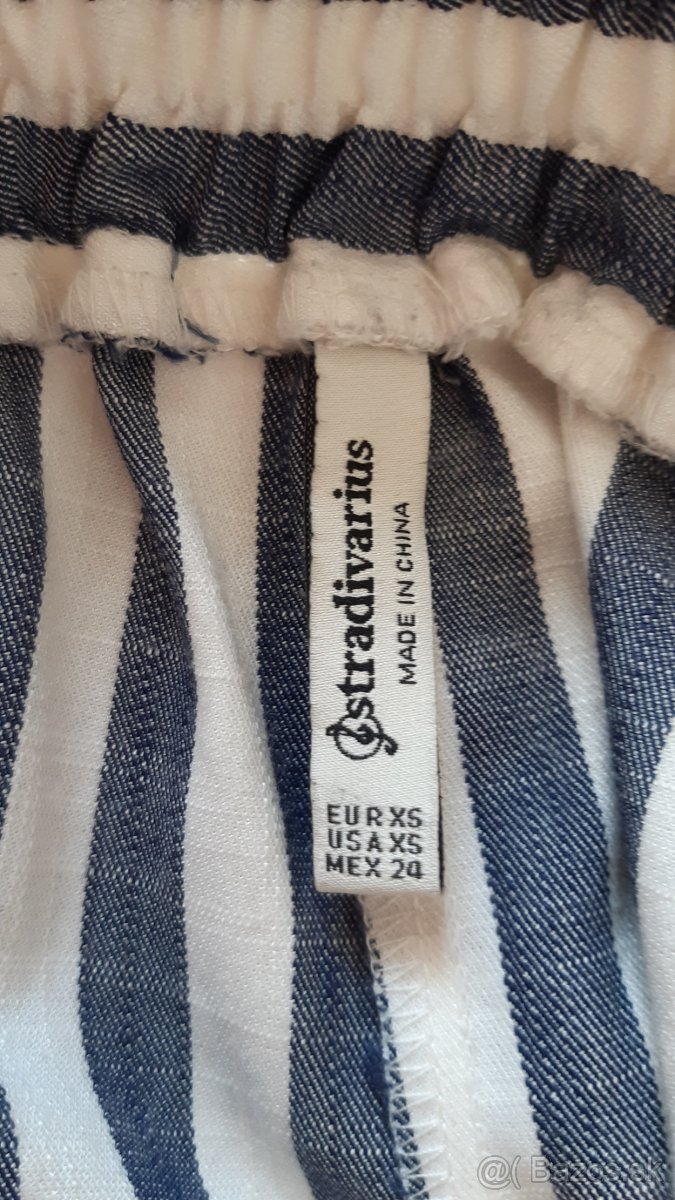 stradivarius
MADE IN CHINA
EUR XS
USA XS
MEX 24
@( Bazos.sk